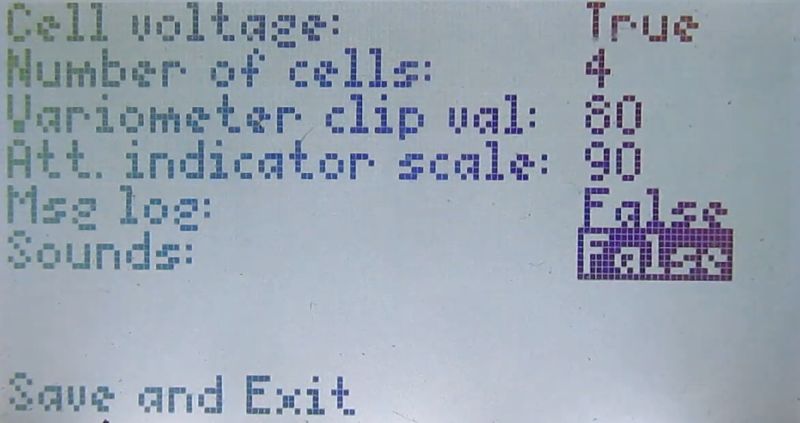 Cell voltage: True
Number of cells: 4
Variometer clip val: 80
Att. indicator scale: 90
Msg log: False
Sounds: False
Save and Exit